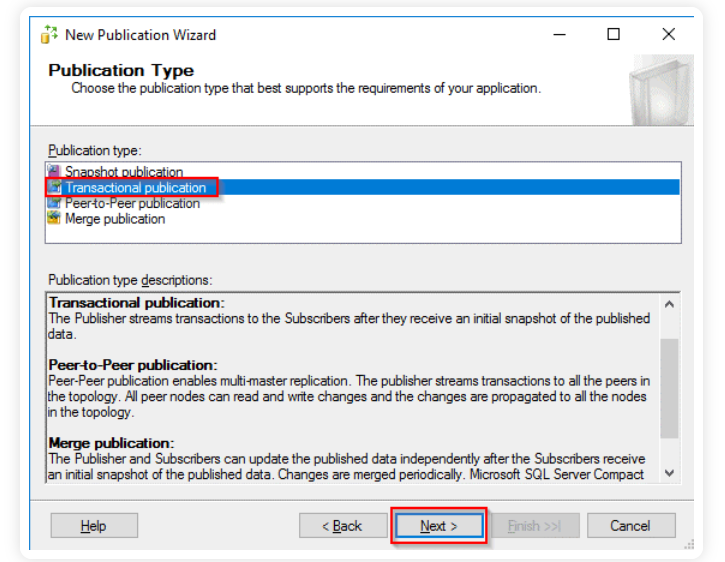 New Publication Wizard
Publication Type
Choose the publication type that best supports the requirements of your application.
Publication type:
Snapshot publication
Transactional publication
Peer-to-Peer publication
Merge publication
Publication type descriptions:
Transactional publication:
The Publisher streams transactions to the Subscribers after they receive an initial snapshot of the published
data.
Peer-to-Peer publication:
Peer-Peer publication enables multi-master replication. The publisher streams transactions to all the peers in
the topology. All peer nodes can read and write changes and the changes are propagated to all the nodes
in the topology.
Merge publication:
The Publisher and Subscribers can update the published data independently after the Subscribers receive
an initial snapshot of the published data. Changes are merged periodically. Microsoft SQL Server Compact
Help
< Back
Next >
Finish >>|
Cancel